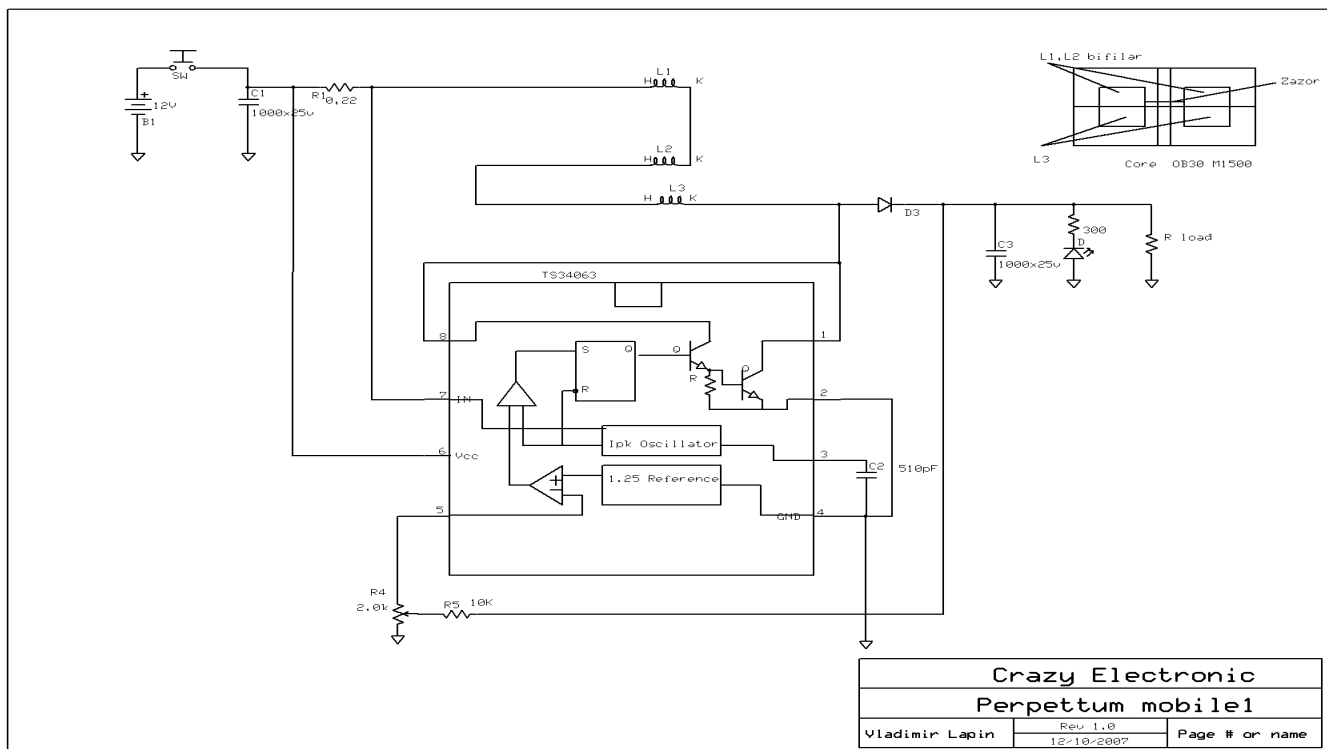 SW
12V
B1
C1
1000x25v
R1
0,22
L1
H K
L2
H K
L3
H K
L1,L2 bifilar
Zazor
L3
Core OB30 M1500
D3
C3
1000x25v
300
D
R load
TS34063
8
1
S Q
Q
R
R
Q
7
IN
2
Ipk Oscillator
6
Vcc
3
C2
510pF
1.25 Reference
5
GND
4
R4
2.0k
R5 10K
Crazy Electronic
Perpettum mobile1
Vladimir Lapin
Rev 1.0
12/10/2007
Page # or name